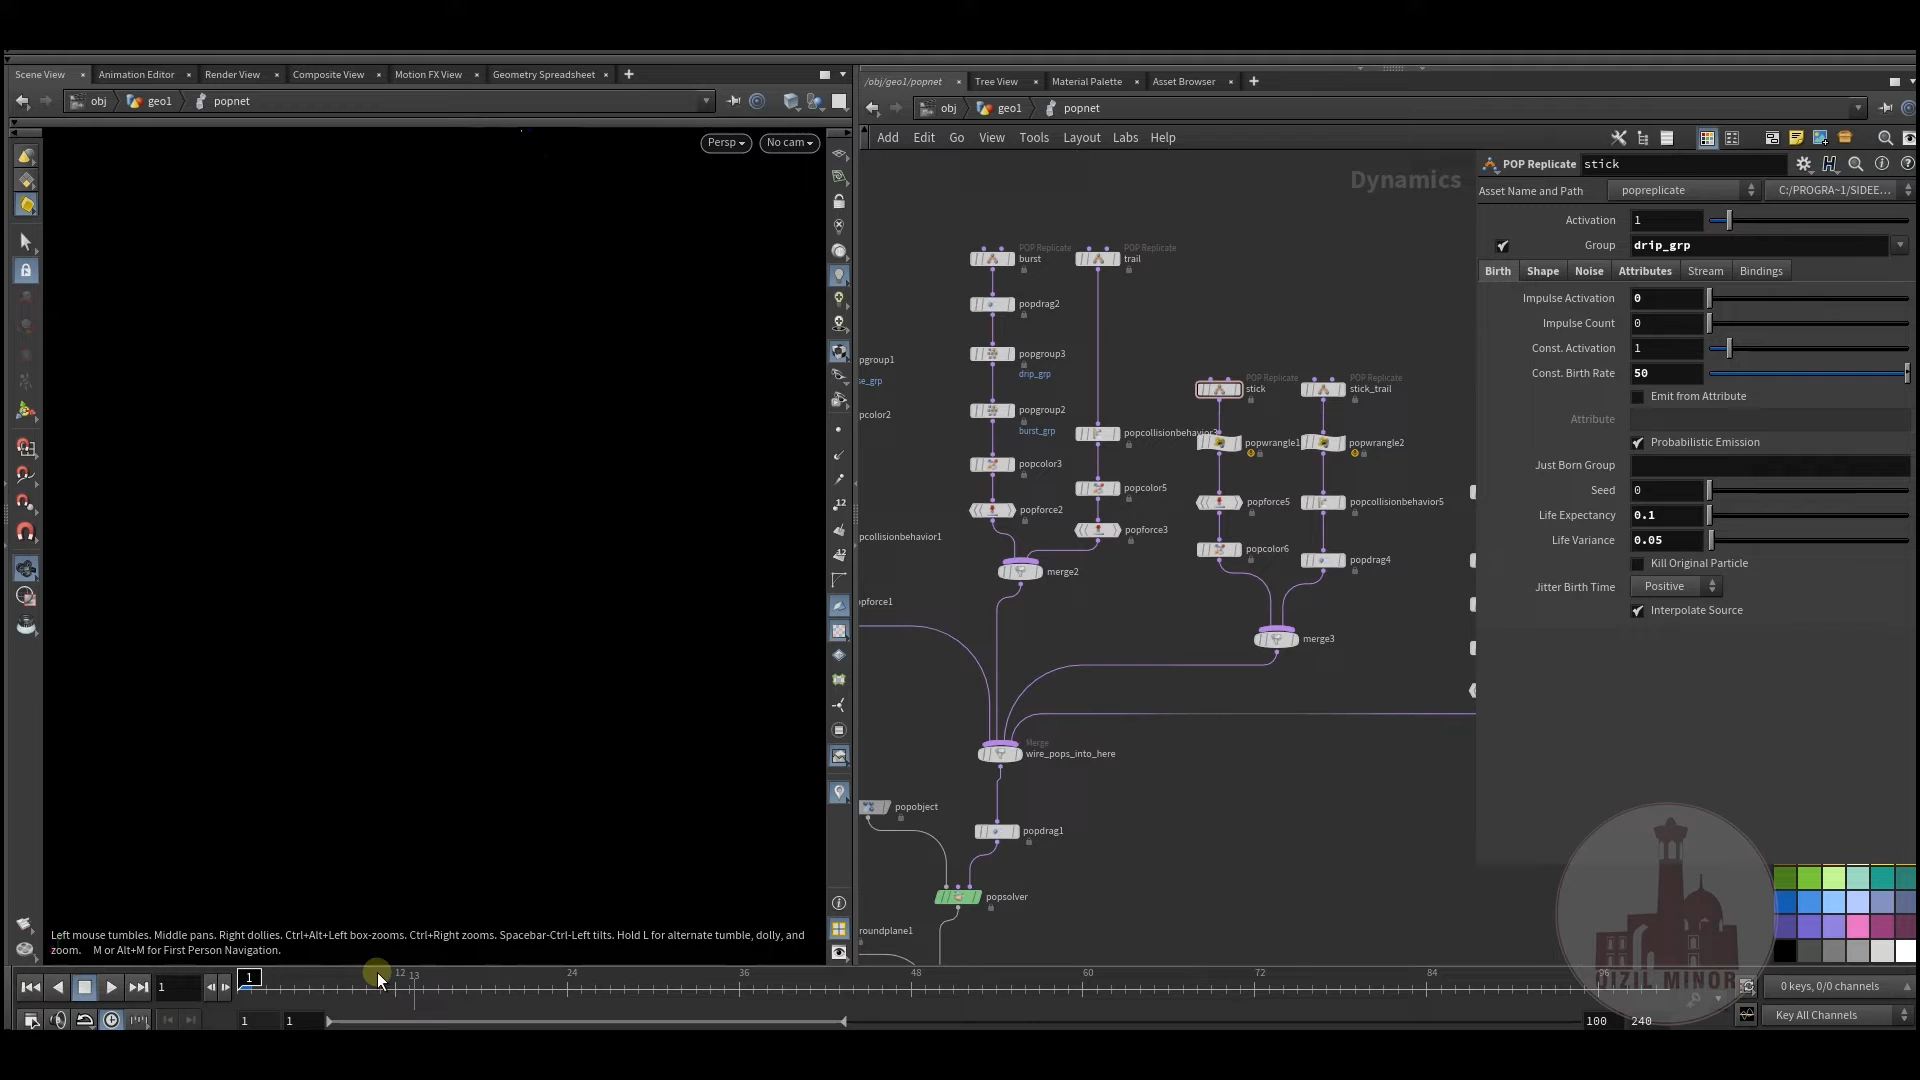 Scene View
Animation Editor
Render View
Composite View
Motion FX View
Geometry Spreadsheet
/obj/geo1/popnet
Tree View
Material Palette
Asset Browser
obj
geo1
popnet
obj
geo1
popnet
Add
Edit
Go
View
Tools
Layout
Labs
Help
Persp
No cam
Dynamics
POP Replicate
stick
Asset Name and Path
popreplicate
C:/PROGRA~1/SIDEE...
Activation
1
Group
drip_grp
Birth
Shape
Noise
Attributes
Stream
Bindings
Impulse Activation
0
Impulse Count
0
Const. Activation
1
Const. Birth Rate
50
Emit from Attribute
Attribute
Probabilistic Emission
Just Born Group
Seed
0
Life Expectancy
0.1
Life Variance
0.05
Kill Original Particle
Jitter Birth Time
Positive
Interpolate Source
POP Replicate
burst
POP Replicate
trail
popdrag2
popgroup3
drip_grp
popgroup2
burst_grp
popcolor3
popforce2
popcolor5
popforce3
merge2
POP Replicate
stick
POP Replicate
stick_trail
popwrangle1
popwrangle2
popforce5
popcollisionbehavior5
popcolor6
popdrag4
merge3
Merge
wire_pops_into_here
popobject
popdrag1
popsolver
opgroup1
se_grp
opcolor2
opcollisionbehavior1
opforce1
roundplane1
12
12
Left mouse tumbles. Middle pans. Right dollies. Ctrl+Alt+Left box-zooms. Ctrl+Right zooms. Spacebar-Ctrl-Left tilts. Hold L for alternate tumble, dolly, and
zoom. M or Alt+M for First Person Navigation.
1
1
12
13
24
36
48
60
72
84
96
1
1
100
240
0 keys, 0/0 channels
Key All Channels